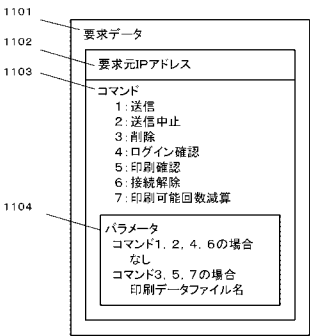 1101
要求データ
1102
要求元IPアドレス
1103
コマンド
1:送信
2:送信中止
3:削除
4:ログイン確認
5:印刷確認
6:接続解除
7:印刷可能回数減算
1104
パラメータ
コマンド1,2,4,6の場合
なし
コマンド3,5,7の場合
印刷データファイル名